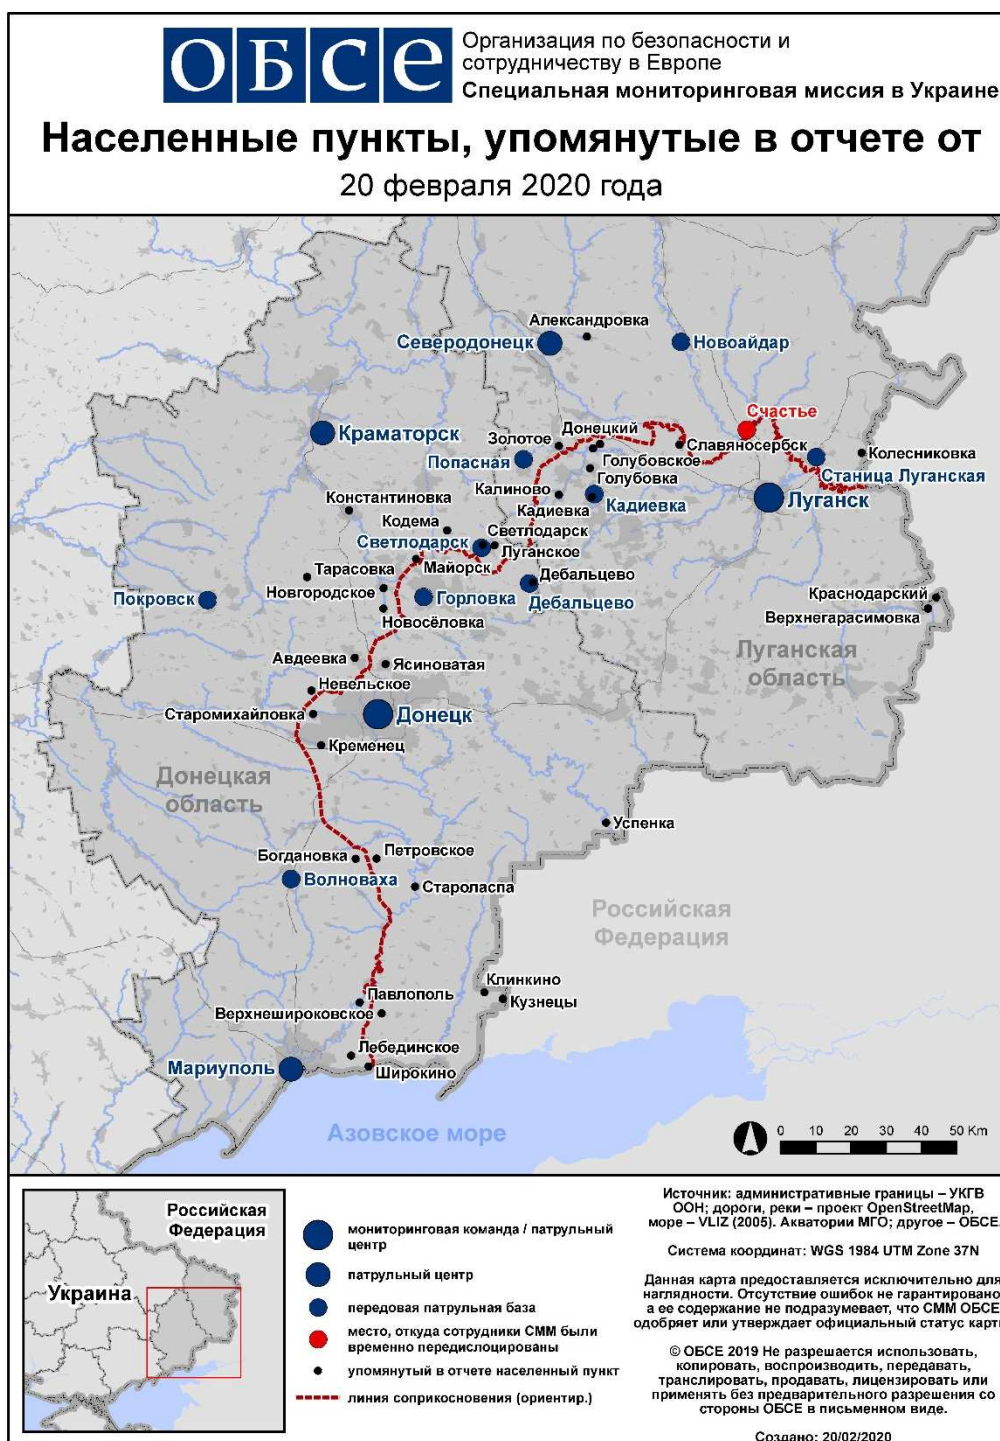 ОБСЕ
Организация по безопасности и
сотрудничеству в Европе
Специальная мониторинговая миссия в Украине
Населенные пункты, упомянутые в отчете от
20 февраля 2020 года
Александровка
Северодонецк
Новоайдар
Счастье
Краматорск
Золотое
Донецкий
Славяносербск
Колесниковка
Попасная
Голубовское
Станица Луганская
Голубовка
Константиновка
Калиново
Кадиевка
Кадиевка
Луганск
Кодема
Светлодарск
Светлодарск
Луганское
Майорск
Тарасовка
Дебальцево
Новгородское
Горловка
Дебальцево
Покровск
Краснодарский
Верхнегарасимовка
Новосёловка
Авдеевка
Ясиноватая
Луганская
область
Невельское
Старомихайловка
Донецк
Кременец
Донецкая
область
Успенка
Богдановка
Петровское
Волноваха
Староласпа
Российская
Федерация
Клинкино
Кузнецы
Павлополь
Верхнешироковское
Лебединское
Мариуполь
Широкино
Азовское море
0 10 20 30 40 50 Km
Российская
Федерация
Украина
мониторинговая команда / патрульный
центр
патрульный центр
передовая патрульная база
место, откуда сотрудники СММ были
временно передислоцированы
упомянутый в отчете населенный пункт
линия соприкосновения (ориентир.)
Источник: административные границы – УКГВ
ООН; дороги, реки – проект OpenStreetMap,
море – VLIZ (2005). Акватории МГО; другое – ОБСЕ.
Система координат: WGS 1984 UTM Zone 37N
Данная карта предоставляется исключительно для
наглядности. Отсутствие ошибок не гарантировано
а ее содержание не подразумевает, что СММ ОБСЕ
одобряет или утверждает официальный статус карт
© ОБСЕ 2019 Не разрешается использовать,
копировать, воспроизводить, передавать,
транслировать, продавать, лицензировать или
применять без предварительного разрешения со
стороны ОБСЕ в письменном виде.
Создано: 20/02/2020